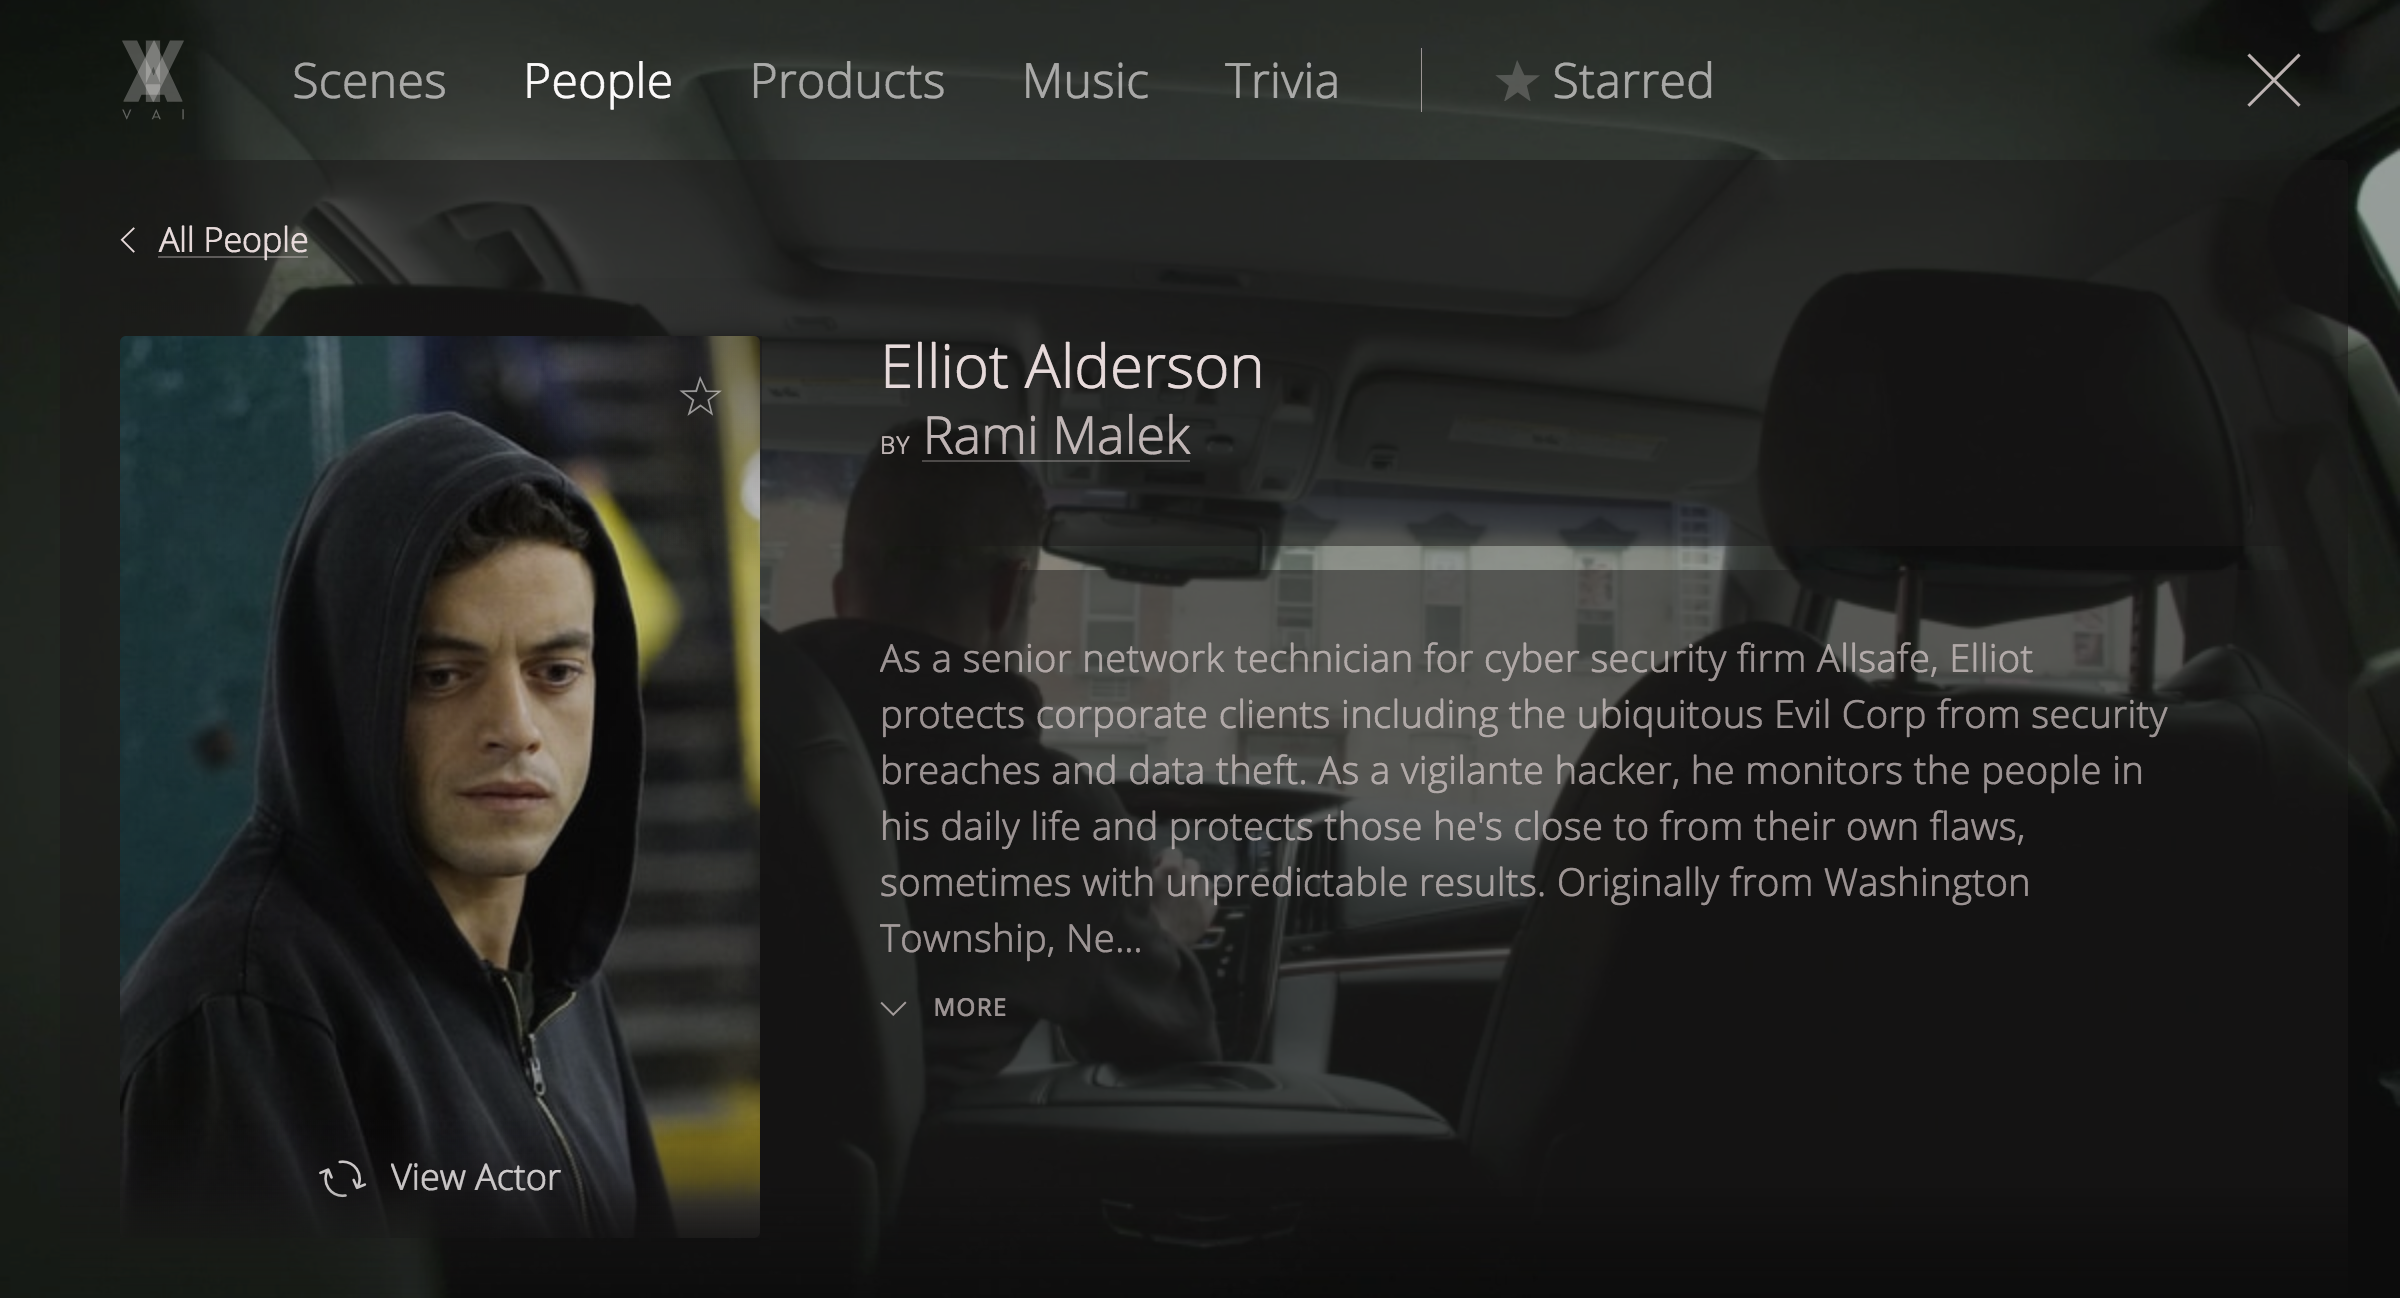 VAI
Scenes
People
Products
Music
Trivia
Starred
All People
Elliot Alderson
BY Rami Malek
As a senior network technician for cyber security firm Allsafe, Elliot
protects corporate clients including the ubiquitous Evil Corp from security
breaches and data theft. As a vigilante hacker, he monitors the people in
his daily life and protects those he's close to from their own flaws,
sometimes with unpredictable results. Originally from Washington
Township, Ne...
MORE
View Actor